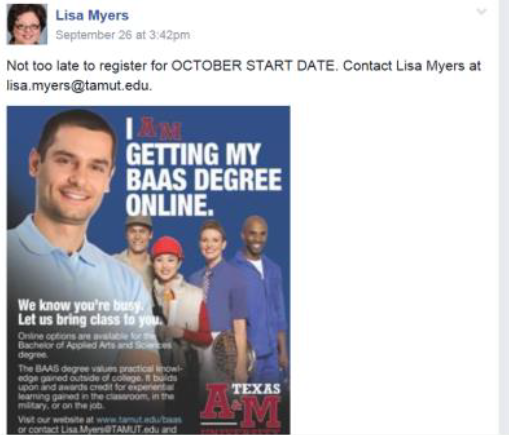 Lisa Myers
September 26 at 3:42pm
Not too late to register for OCTOBER START DATE. Contact Lisa Myers at
lisa.myers@tamut.edu.
I AM
GETTING MY
BAAS DEGREE
ONLINE.
We know you're busy.
Let us bring class to you.
Online options are available for the
Bachelor of Applied Arts and Sciences
degree.
The BAAS degree values practical knowl-
edge gained outside of college. It builds
upon and awards credit for experiential
learning gained in the classroom, in the
military, or on the job.
Visit our website at www.tamut.edu/baas
or contact Lisa.Myers@TAMUT.edu and
TEXAS
A&M
UNIVERSITY